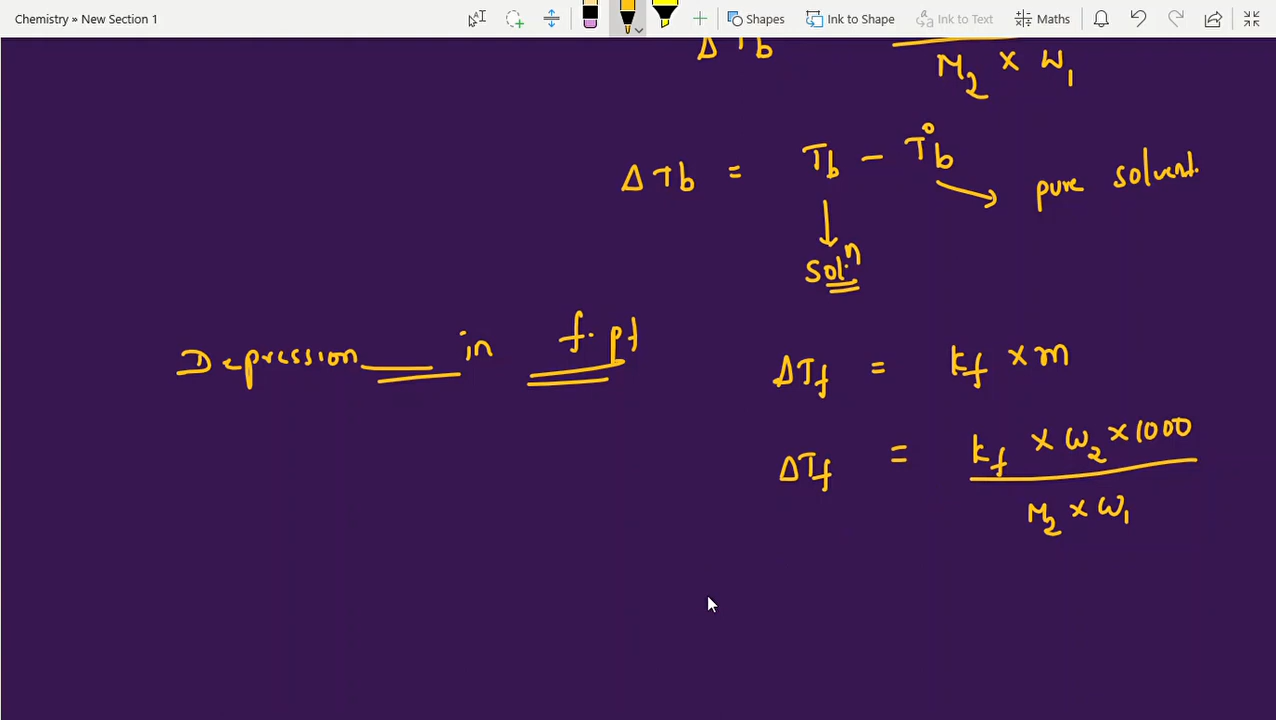 Chemistry » New Section 1
Shapes
Ink to Shape
Ink to Text
Maths
ΔTb
M₂ × W₁
ΔTb = Tb - T°b
pure solvent.
Sol.ⁿ
Depression in f.pt
ΔTf = kf × m
ΔTf = kf × W₂ × 1000
M₂ × W₁